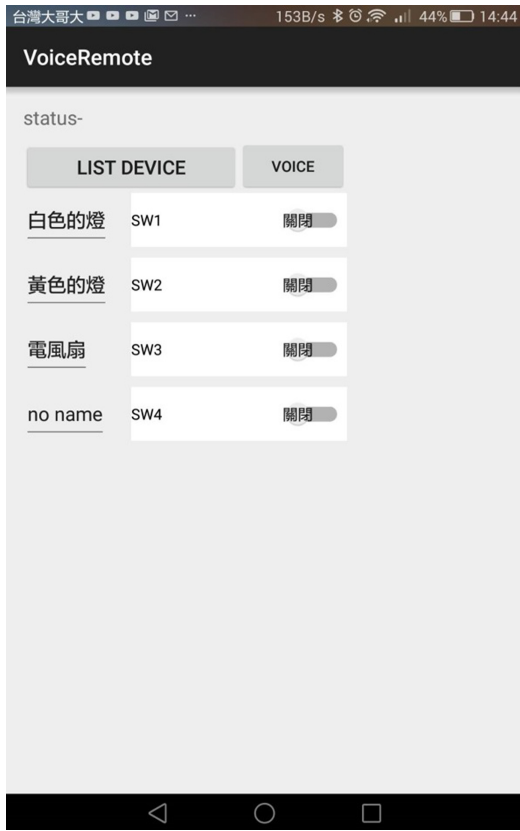 台灣大哥大 ... 153B/s 44% 14:44
VoiceRemote
status-
LIST DEVICE VOICE
白色的燈 SW1 關閉
黃色的燈 SW2 關閉
電風扇 SW3 關閉
no name SW4 關閉